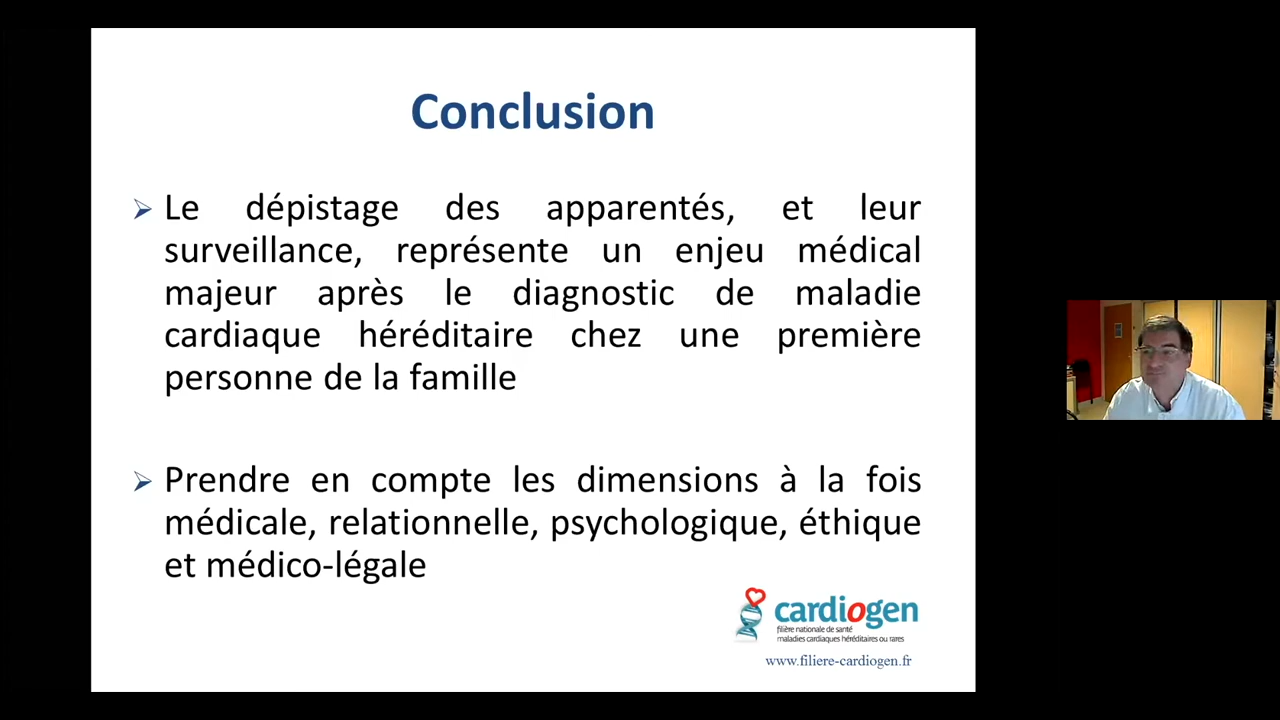 Conclusion
Le dépistage des apparentés, et leur
surveillance, représente un enjeu médical
majeur après le diagnostic de maladie
cardiaque héréditaire chez une première
personne de la famille
Prendre en compte les dimensions à la fois
médicale, relationnelle, psychologique, éthique
et médico-légale
cardiogen
filière nationale de santé
maladies cardiaques héréditaires ou rares
www.filiere-cardiogen.fr